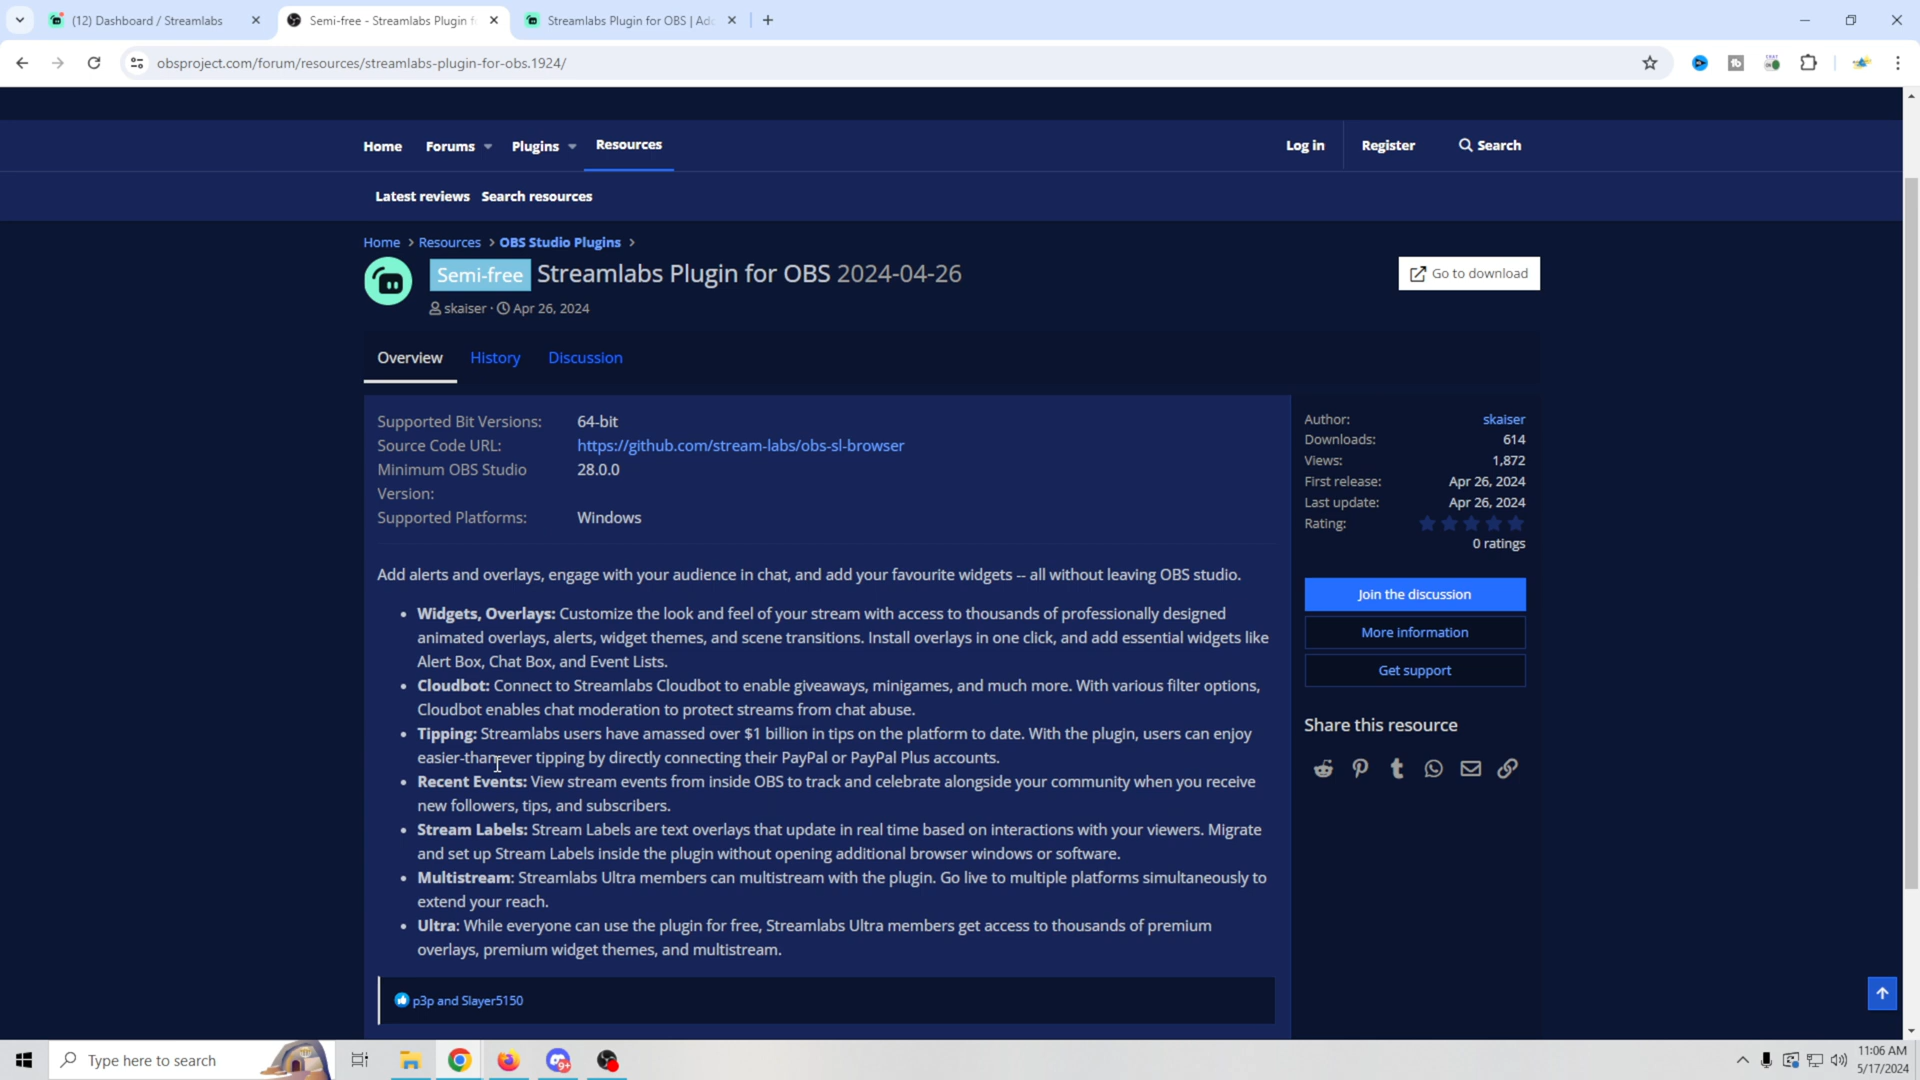 (12) Dashboard / Streamlabs
Semi-free - Streamlabs Plugin f
Streamlabs Plugin for OBS | Ad
obsproject.com/forum/resources/streamlabs-plugin-for-obs.1924/
Home Forums Plugins Resources Log in Register Search
Latest reviews Search resources
Home > Resources > OBS Studio Plugins >
Semi-free Streamlabs Plugin for OBS 2024-04-26
Go to download
skaiser · Apr 26, 2024
Overview History Discussion
Supported Bit Versions: 64-bit
Source Code URL: https://github.com/stream-labs/obs-sl-browser
Minimum OBS Studio 28.0.0
Version:
Supported Platforms: Windows
Add alerts and overlays, engage with your audience in chat, and add your favourite widgets -- all without leaving OBS studio.
• Widgets, Overlays: Customize the look and feel of your stream with access to thousands of professionally designed
animated overlays, alerts, widget themes, and scene transitions. Install overlays in one click, and add essential widgets like
Alert Box, Chat Box, and Event Lists.
• Cloudbot: Connect to Streamlabs Cloudbot to enable giveaways, minigames, and much more. With various filter options,
Cloudbot enables chat moderation to protect streams from chat abuse.
• Tipping: Streamlabs users have amassed over $1 billion in tips on the platform to date. With the plugin, users can enjoy
easier-than-ever tipping by directly connecting their PayPal or PayPal Plus accounts.
• Recent Events: View stream events from inside OBS to track and celebrate alongside your community when you receive
new followers, tips, and subscribers.
• Stream Labels: Stream Labels are text overlays that update in real time based on interactions with your viewers. Migrate
and set up Stream Labels inside the plugin without opening additional browser windows or software.
• Multistream: Streamlabs Ultra members can multistream with the plugin. Go live to multiple platforms simultaneously to
extend your reach.
• Ultra: While everyone can use the plugin for free, Streamlabs Ultra members get access to thousands of premium
overlays, premium widget themes, and multistream.
p3p and Slayer5150
Author: skaiser
Downloads: 614
Views: 1,872
First release: Apr 26, 2024
Last update: Apr 26, 2024
Rating:
0 ratings
Join the discussion
More information
Get support
Share this resource
Type here to search
9+
11:06 AM
5/17/2024